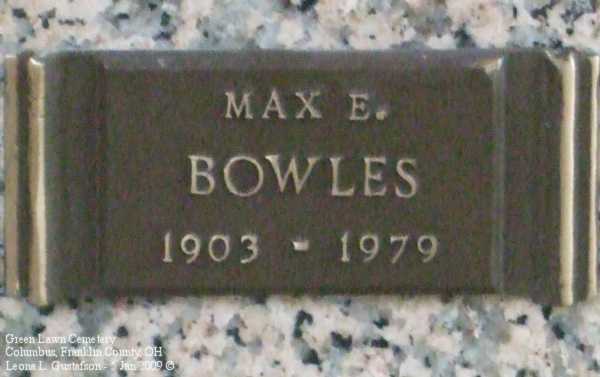 MAX E.
BOWLES
1903 - 1979
Green Lawn Cemetery
Columbus, Franklin County, OH
Leona L. Gustafson - 5 Jan 2009 ©